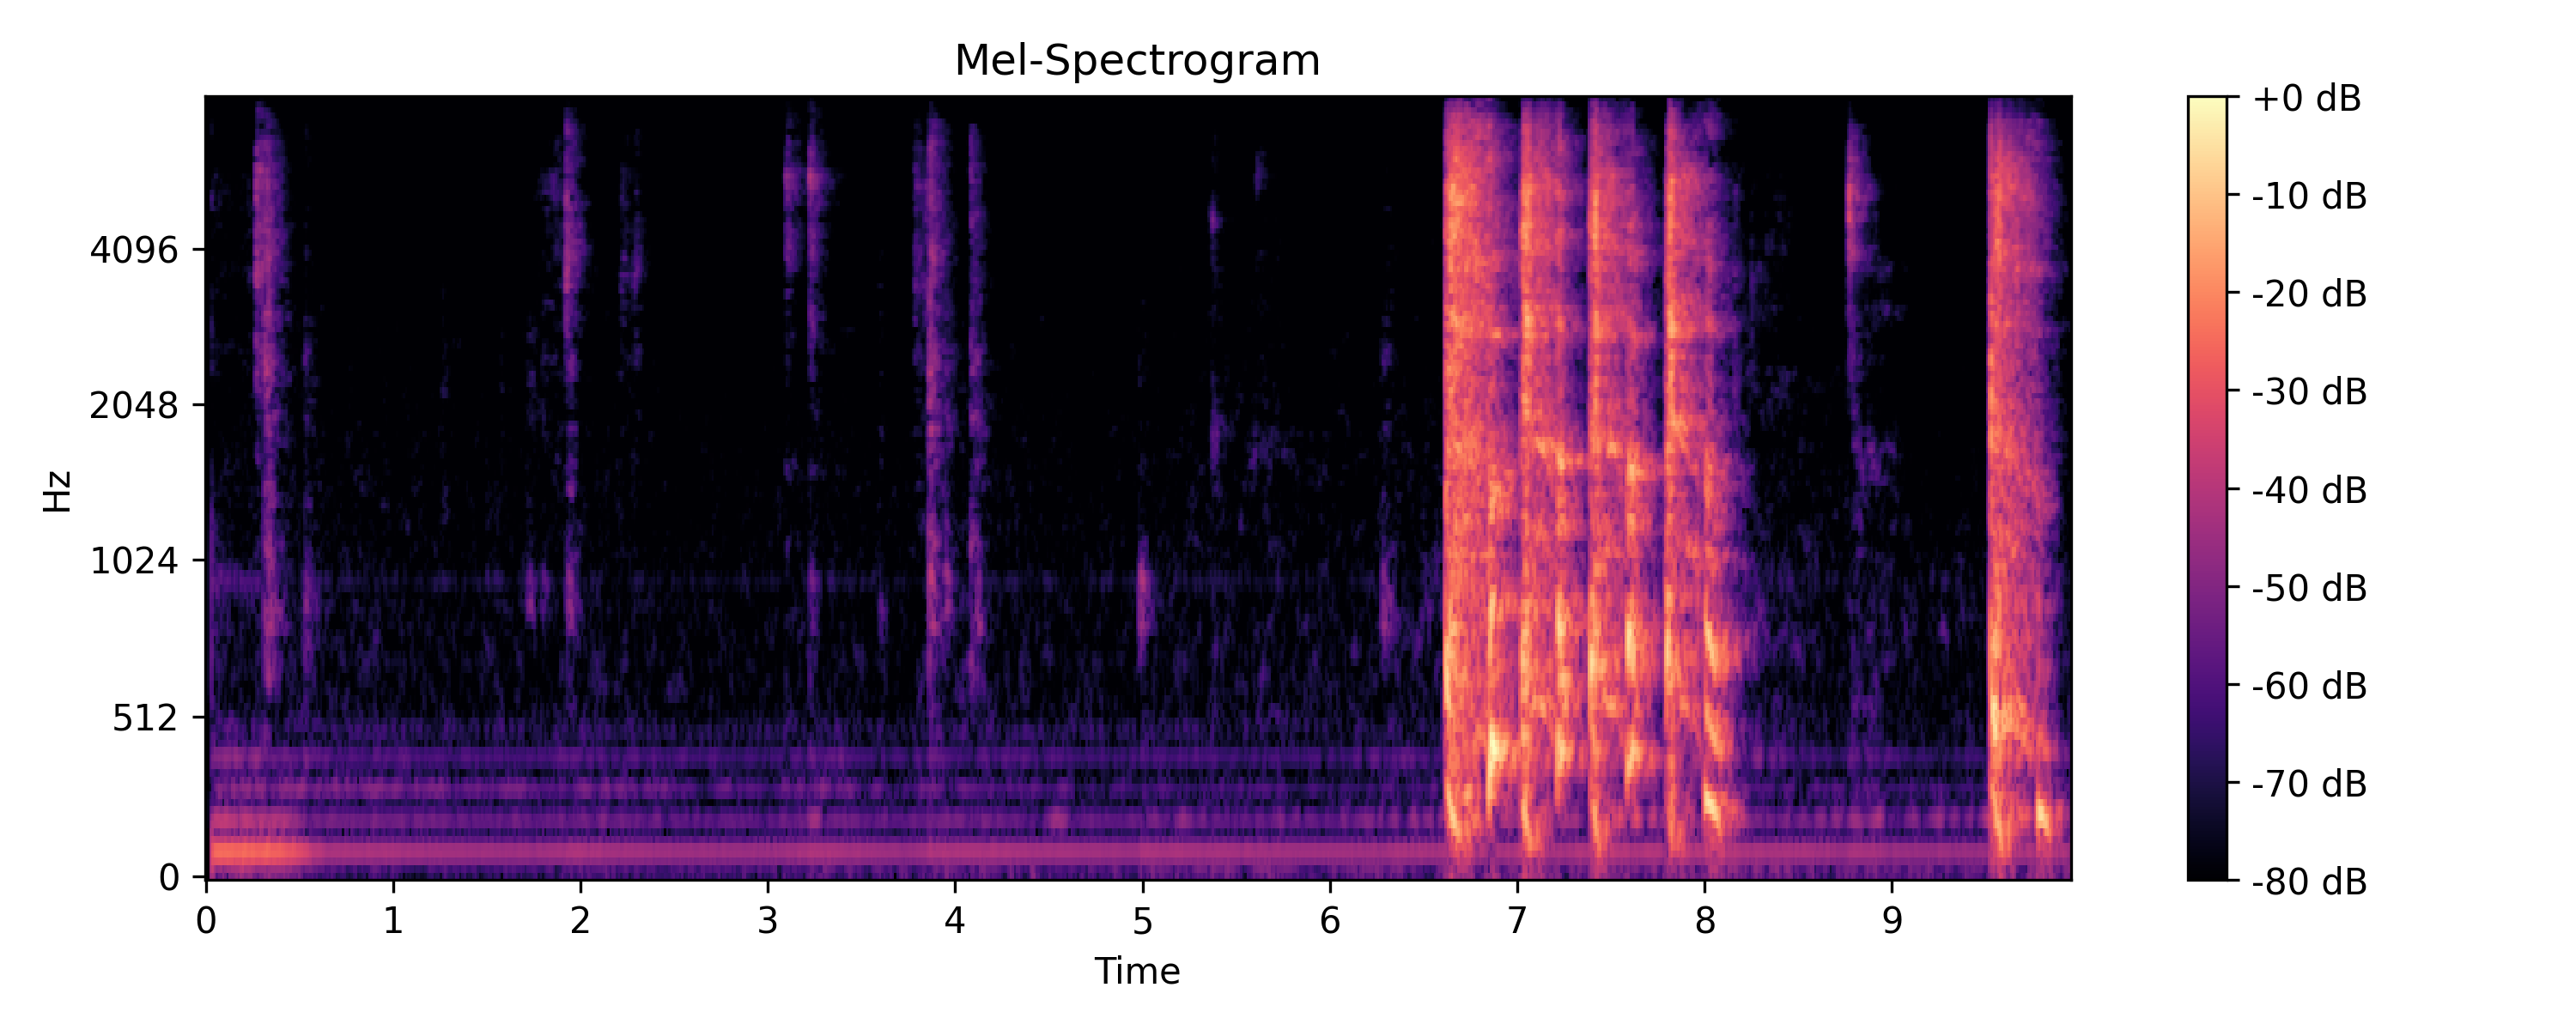 Mel-Spectrogram
Hz
4096
2048
1024
512
0
0 1 2 3 4 5 6 7 8 9
Time
+0 dB
-10 dB
-20 dB
-30 dB
-40 dB
-50 dB
-60 dB
-70 dB
-80 dB